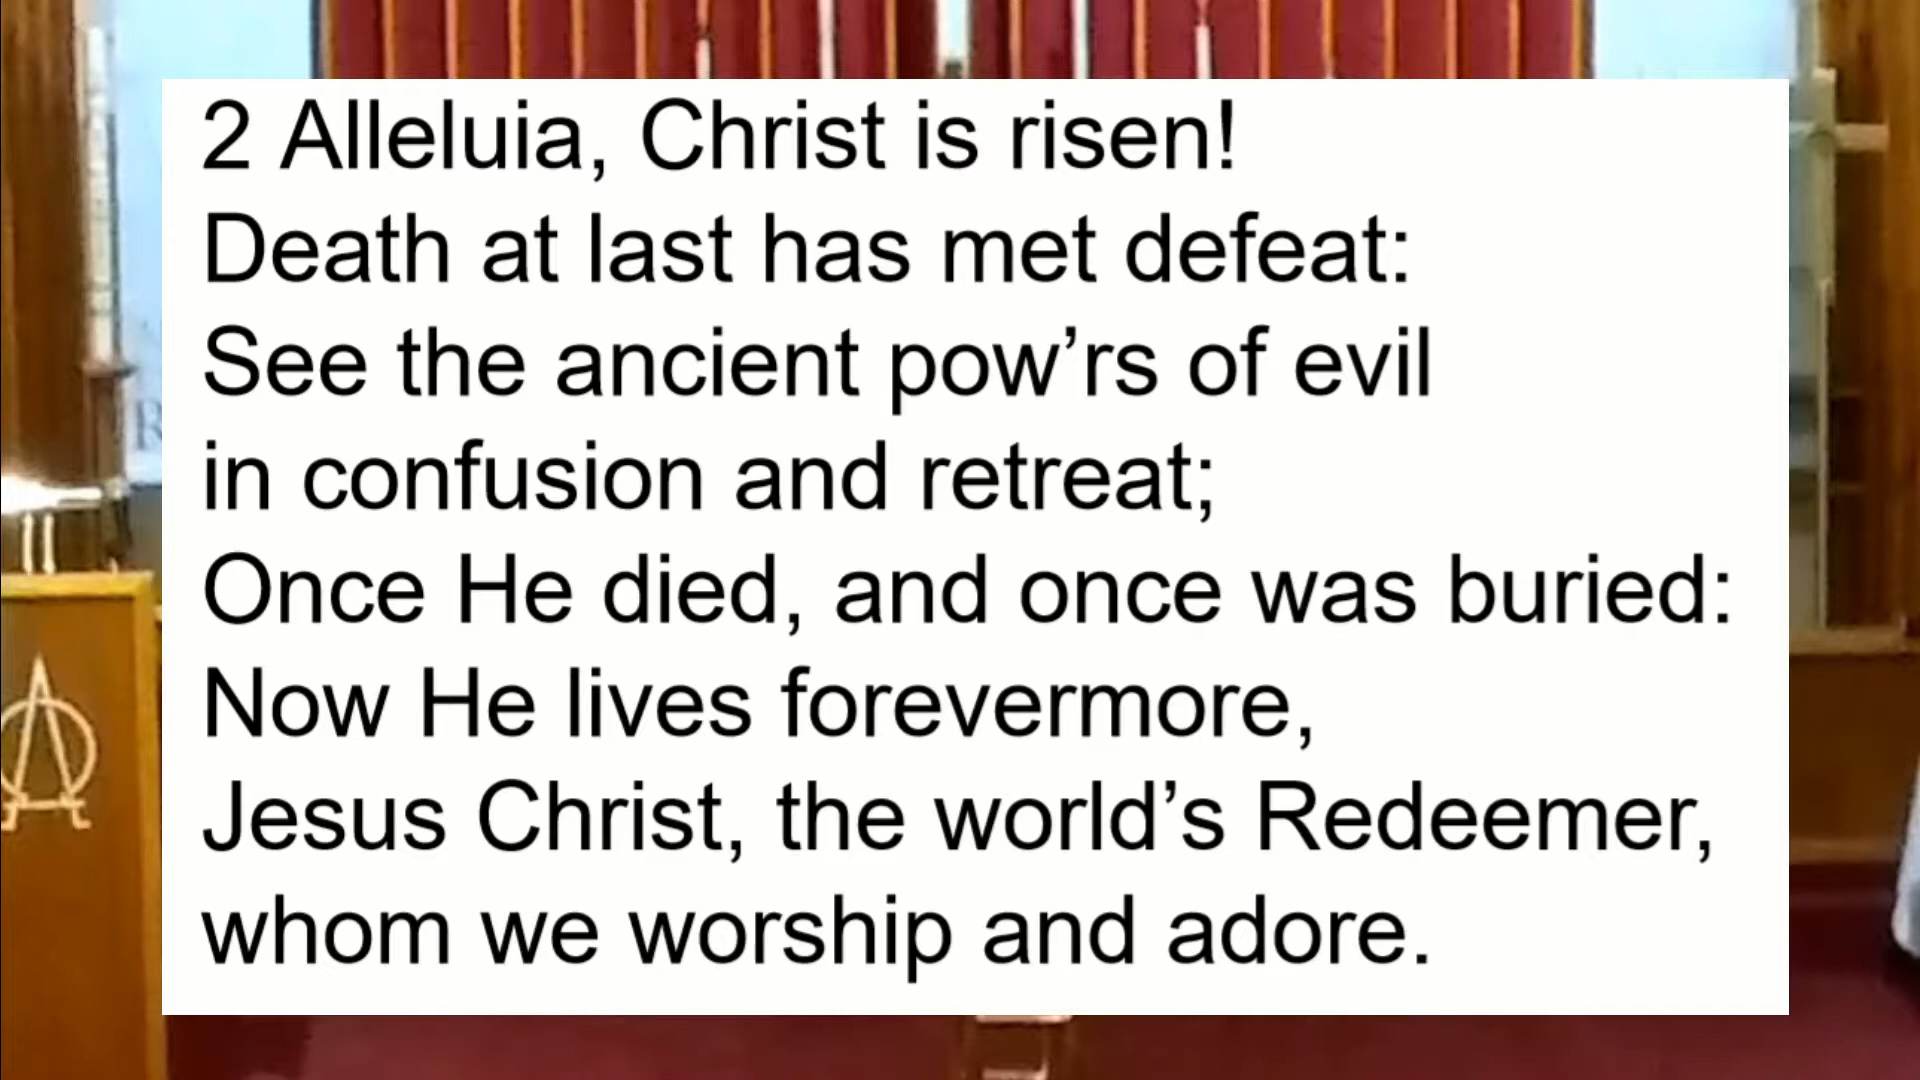 2 Alleluia, Christ is risen!
Death at last has met defeat:
See the ancient pow’rs of evil
in confusion and retreat;
Once He died, and once was buried:
Now He lives forevermore,
Jesus Christ, the world’s Redeemer,
whom we worship and adore.